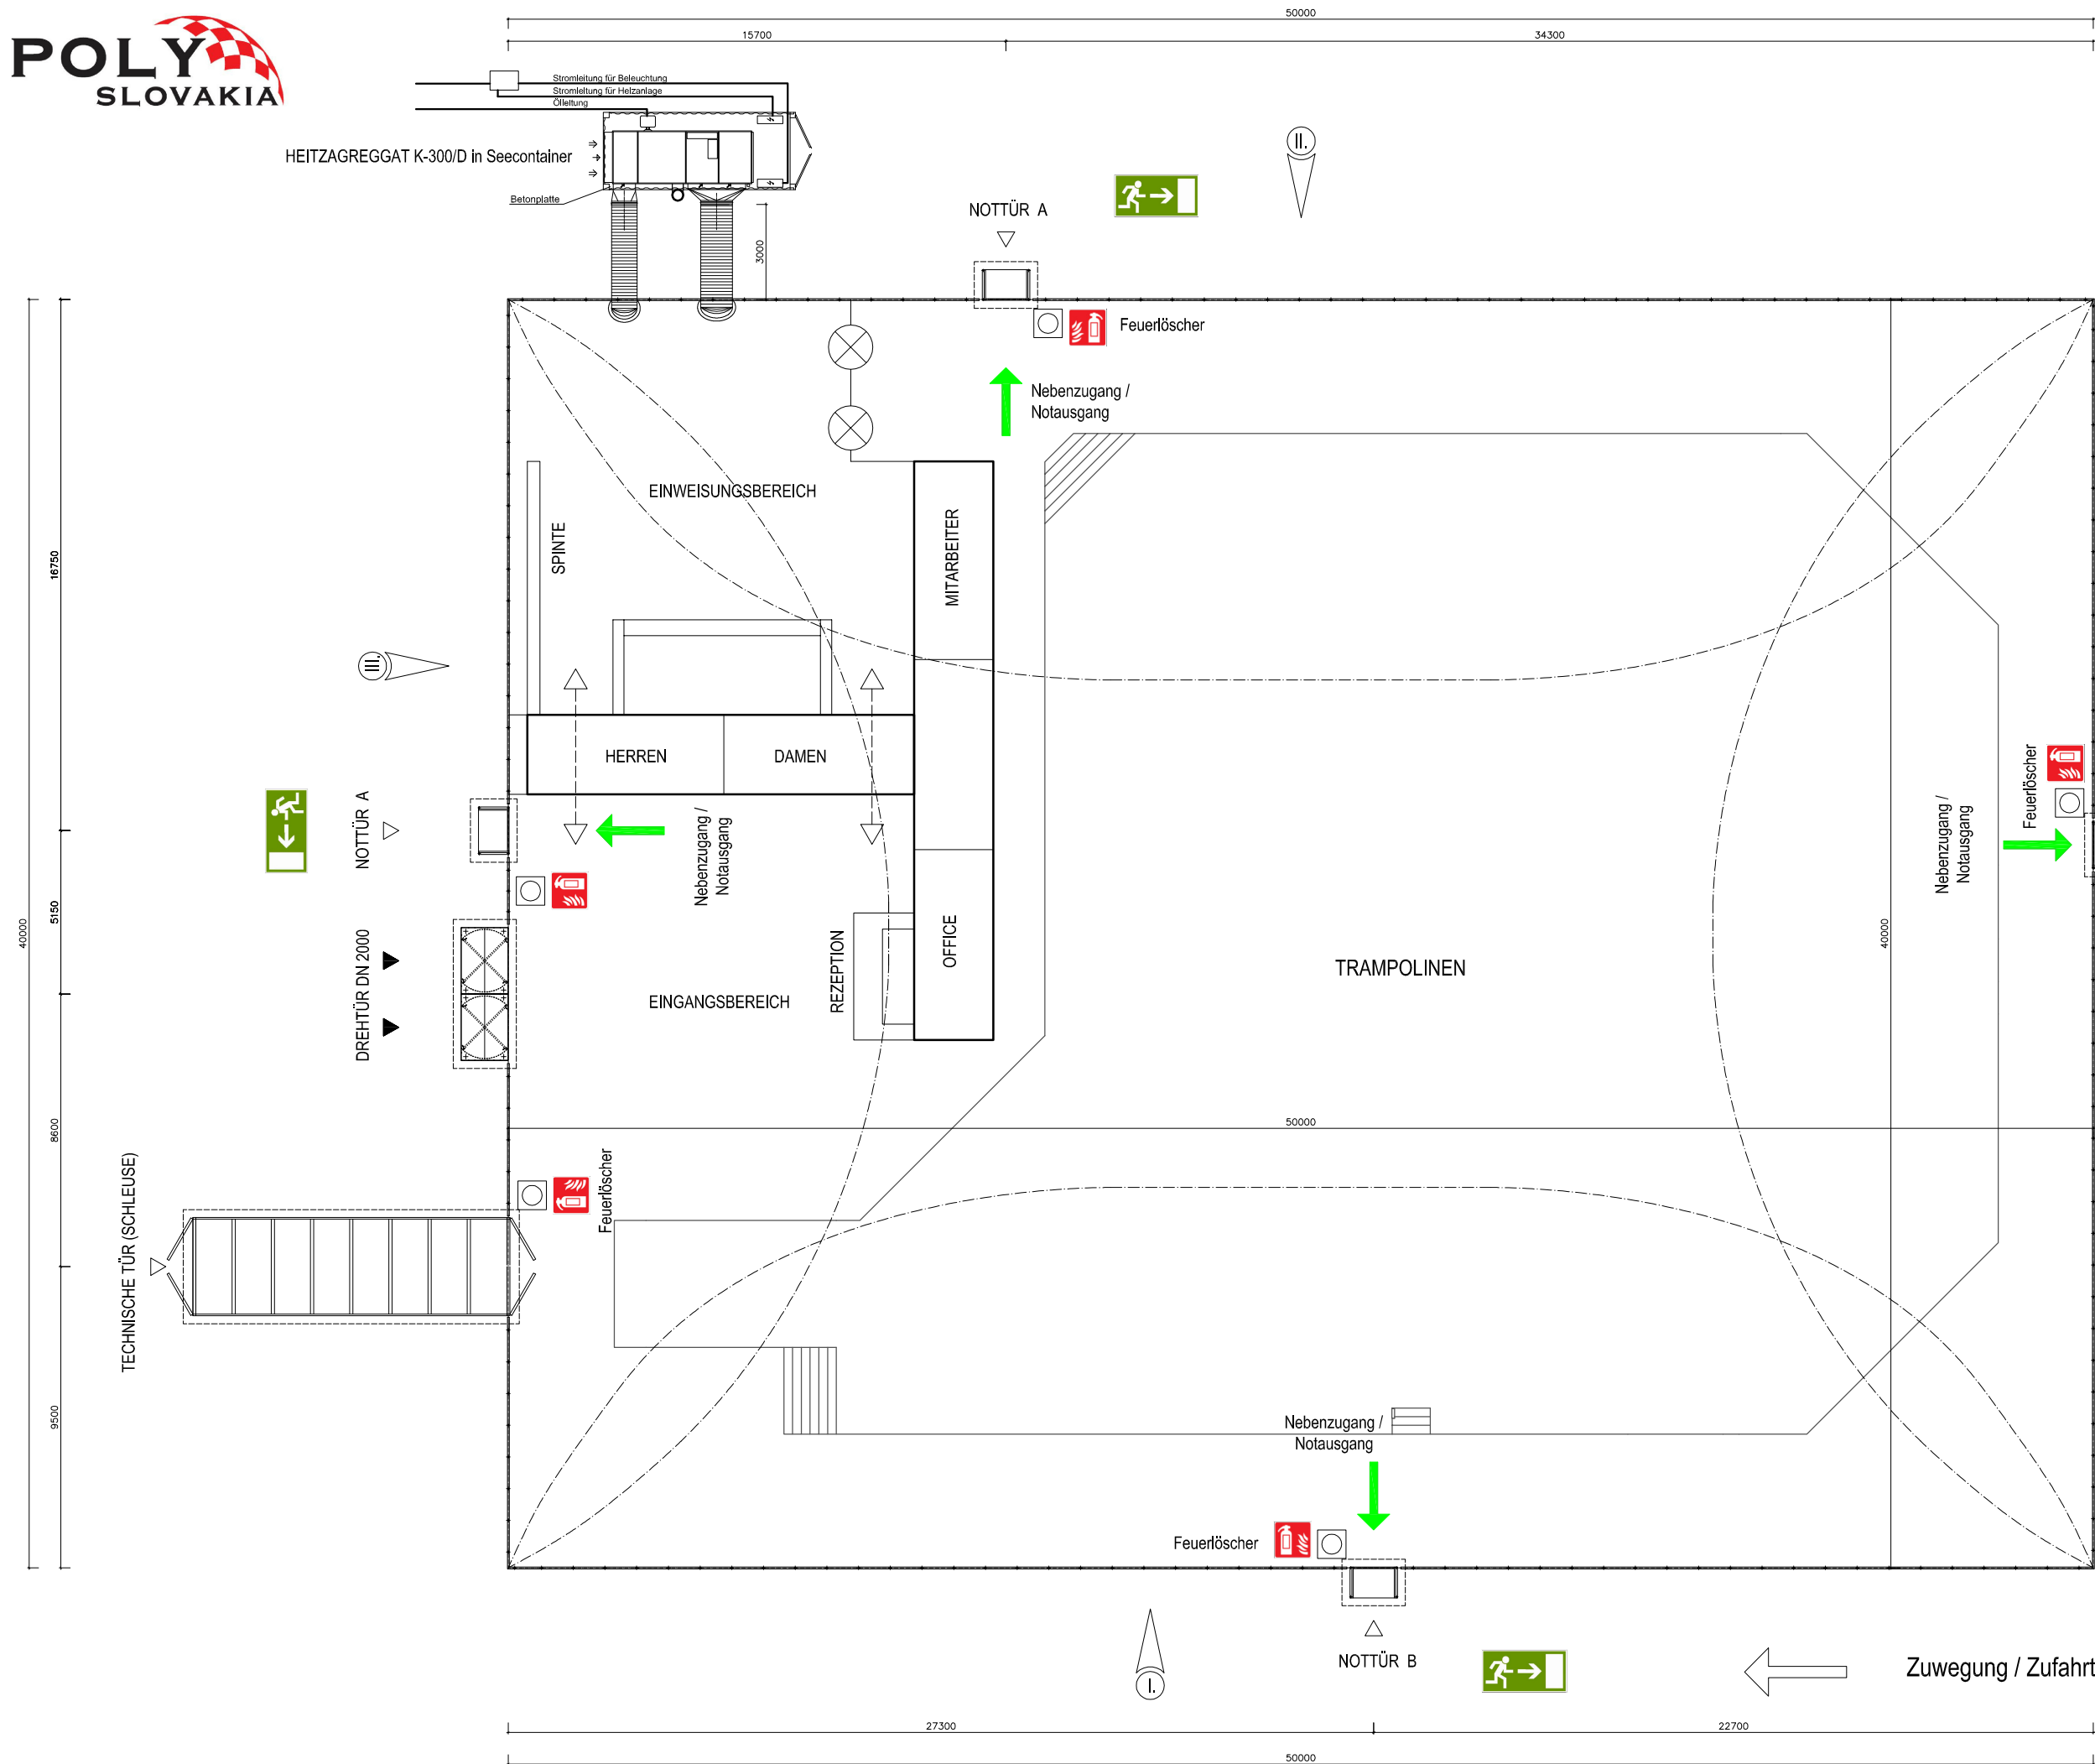 POLY
SLOVAKIA
50000
15700
34300
Stromleitung für Beleuchtung
Stromleitung für Heizanlage
Ölleitung
HEITZAGREGGAT K-300/D in Seecontainer
Betonplatte
3000
II.
NOTTÜR A
Feuerlöscher
Nebenzugang /
Notausgang
EINWEISUNGSBEREICH
SPINTE
MITARBEITER
16750
III.
HERREN
DAMEN
NOTTÜR A
Nebenzugang /
Notausgang
Feuerlöscher
Nebenzugang /
Notausgang
5150
40000
40000
DREHTÜR DN 2000
REZEPTION
OFFICE
TRAMPOLINEN
EINGANGSBEREICH
8600
50000
Feuerlöscher
TECHNISCHE TÜR (SCHLEUSE)
9500
Nebenzugang /
Notausgang
Feuerlöscher
NOTTÜR B
I.
Zuwegung / Zufahrt
27300
22700
50000